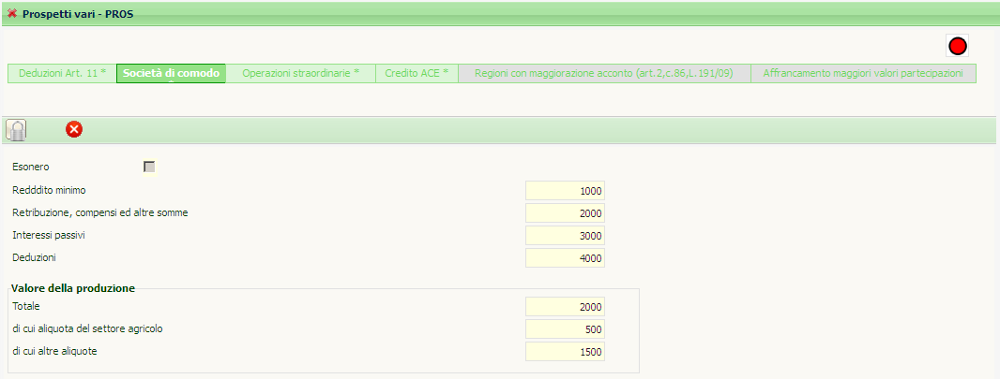 Prospetti vari - PROS
Deduzioni Art. 11 * Società di comodo Operazioni straordinarie * Credito ACE * Regioni con maggiorazione acconto (art.2,c.86,L.191/09) Affrancamento maggiori valori partecipazioni
Esonero
Redddito minimo 1000
Retribuzione, compensi ed altre somme 2000
Interessi passivi 3000
Deduzioni 4000
Valore della produzione
Totale 2000
di cui aliquota del settore agricolo 500
di cui altre aliquote 1500